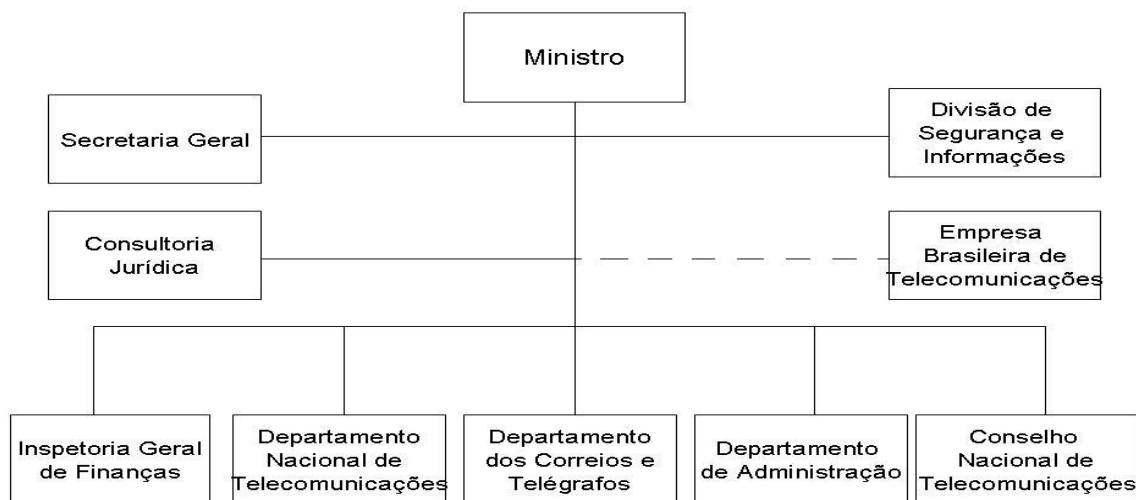 Ministro
Secretaria Geral
Divisão de
Segurança e
Informações
Consultoria
Jurídica
Empresa
Brasileira de
Telecomunicações
Inspetoria Geral
de Finanças
Departamento
Nacional de
Telecomunicações
Departamento
dos Correios e
Telégrafos
Departamento
de Administração
Conselho
Nacional de
Telecomunicações